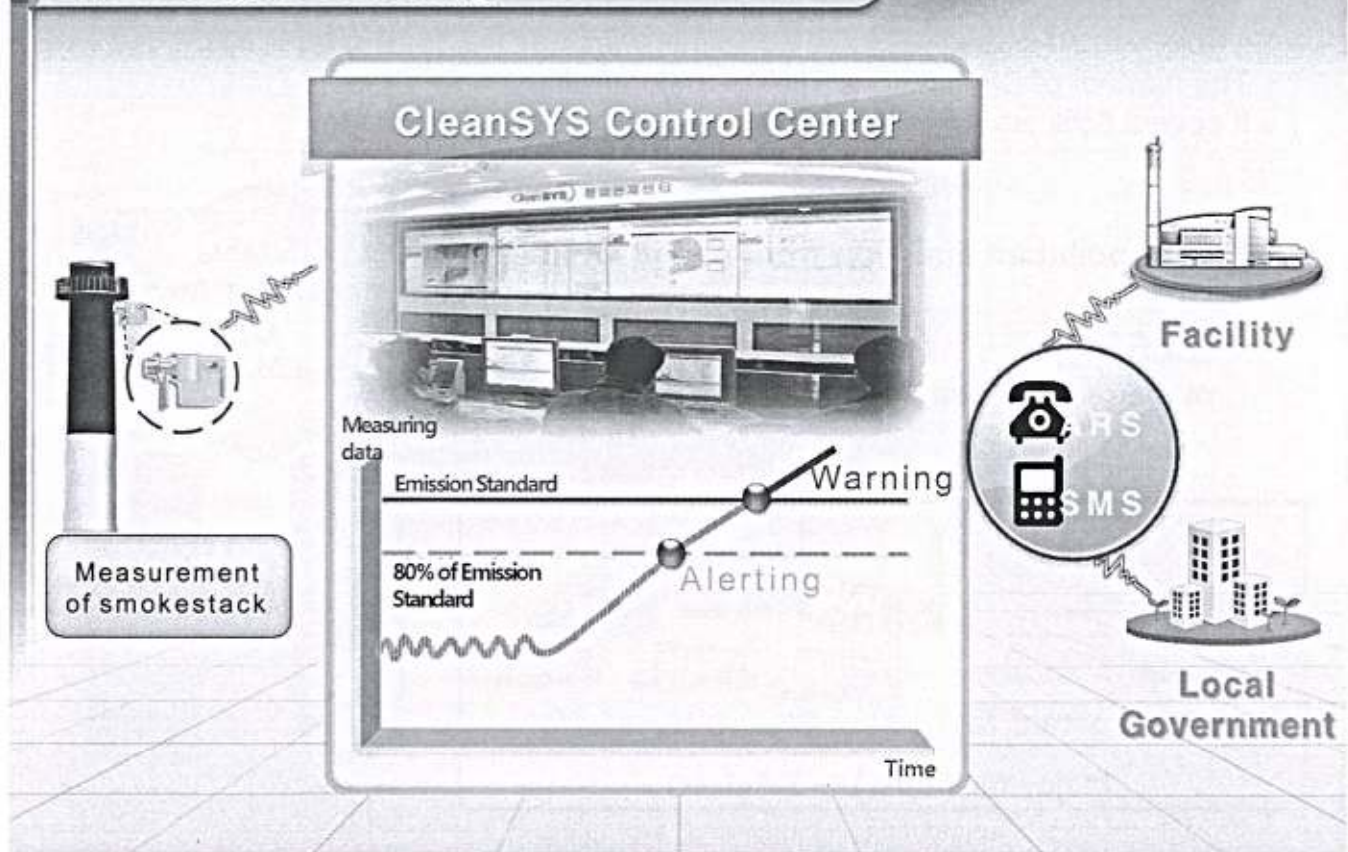 CleanSYS Control Center
CleanSYS
Measurement
of smokestack
Measuring
data
Emission Standard
Warning
80% of Emission
Standard
Alerting
Time
Facility
ARS
SMS
Local
Government